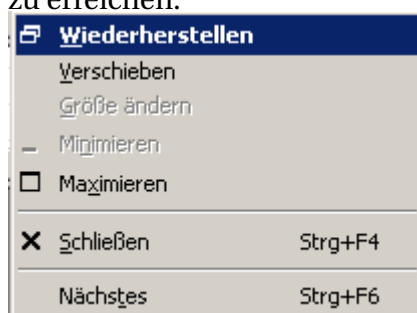 zu erreichen.
Wiederherstellen
Verschieben
Größe ändern
Minimieren
Maximieren
Schließen Strg+F4
Nächstes Strg+F6